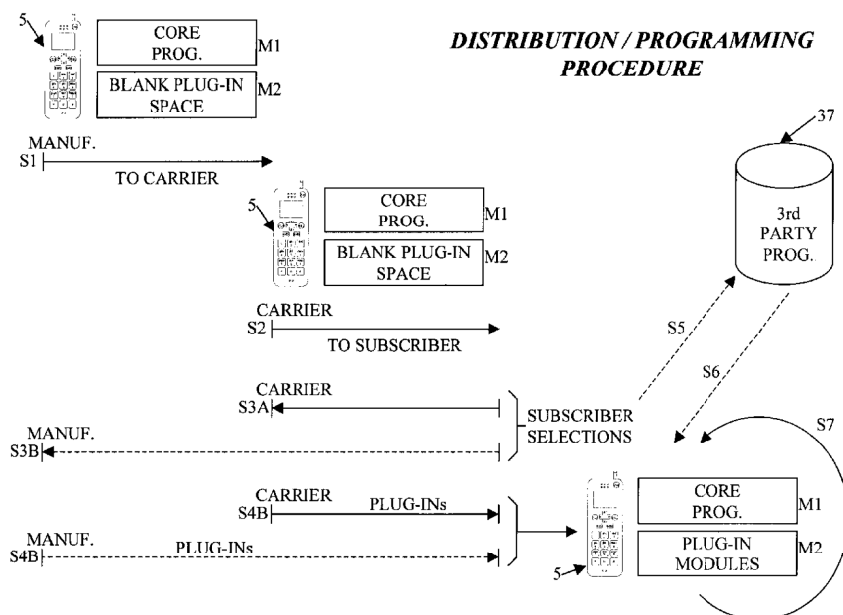 5
CORE
PROG.
M1
BLANK PLUG-IN
SPACE
M2
DISTRIBUTION / PROGRAMMING
PROCEDURE
MANUF.
S1
TO CARRIER
37
3rd
PARTY
PROG.
5
CORE
PROG.
M1
BLANK PLUG-IN
SPACE
M2
CARRIER
S2
TO SUBSCRIBER
S5
S6
CARRIER
S3A
SUBSCRIBER
SELECTIONS
S7
MANUF.
S3B
CARRIER
S4B
PLUG-INs
MANUF.
S4B
PLUG-INs
CORE
PROG.
M1
PLUG-IN
MODULES
M2
5